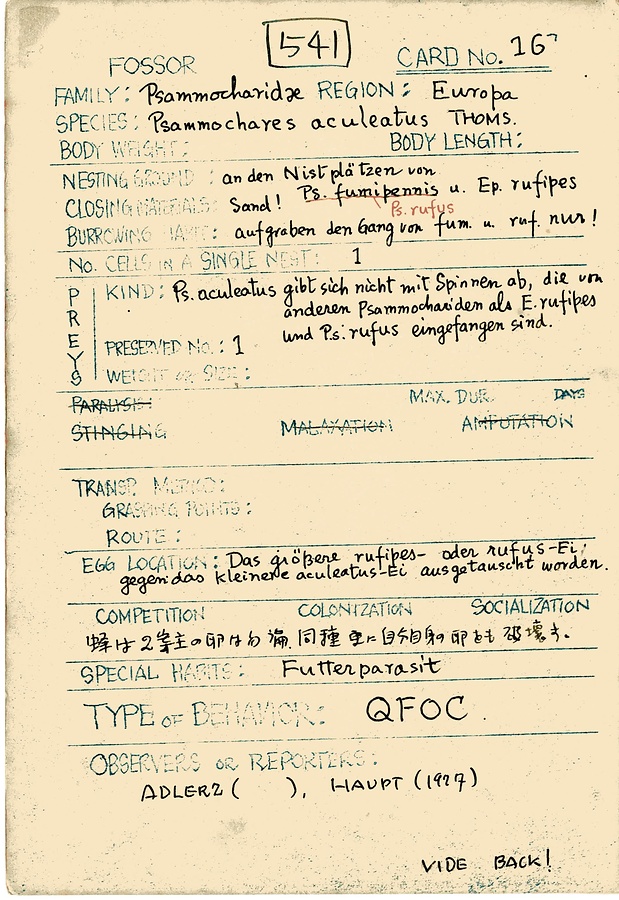 541
FOSSOR CARD No. 16
FAMILY: Psammocharidæ REGION: Europa
SPECIES: Psammochares aculeatus THOMS.
BODY WEIGHT: BODY LENGTH:
NESTING GROUND: an den Nistplätzen von
CLOSING MATERIALS: Sand! Ps. fumipennis u. Ep. rufipes
Ps. rufus
BURROWING HABIT: aufgraben den Gang von fum. u. ruf. nur!
No. CELLS IN A SINGLE NEST: 1
PREYS
KIND: Ps. aculeatus gibt sich nicht mit Spinnen ab, die von
anderen Psammochariden als E. rufipes
und Ps. rufus eingefangen sind.
PRESERVED No.: 1
WEIGHT OR SIZE:
PARALYSIS: MAX. DUR. DAYS
STINGING MALAXATION AMPUTATION
TRANSP. METHOD:
GRASPING POINTS:
ROUTE:
EGG LOCATION: Das größere rufipes- oder rufus-Ei
gegen das kleinere aculeatus-Ei ausgetauscht worden.
COMPETITION COLONIZATION SOCIALIZATION
蜂は 主の卵は勿論 同種 更に自分自身の卵をも破壊す.
SPECIAL HABITS: Futterparasit
TYPE OF BEHAVIOR: QFOC.
OBSERVERS OR REPORTERS:
ADLERZ ( ), HAUPT (1927)
VIDE BACK!